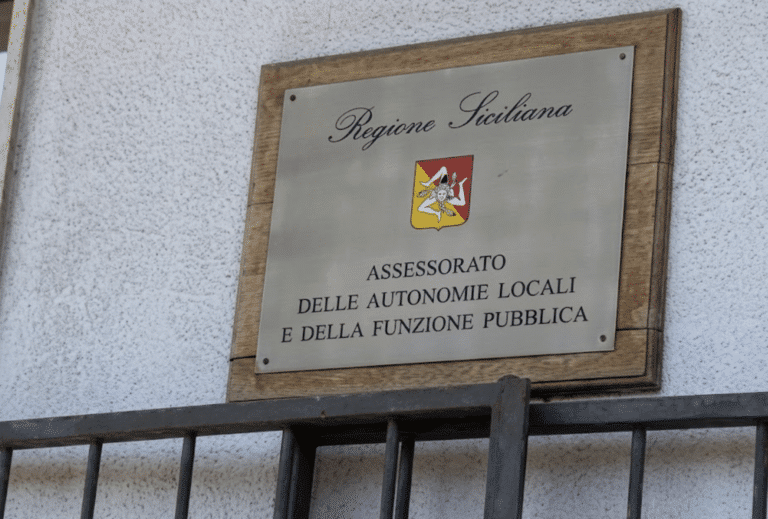 Regione Siciliana
ASSESSORATO
DELLE AUTONOMIE LOCALI
E DELLA FUNZIONE PUBBLICA